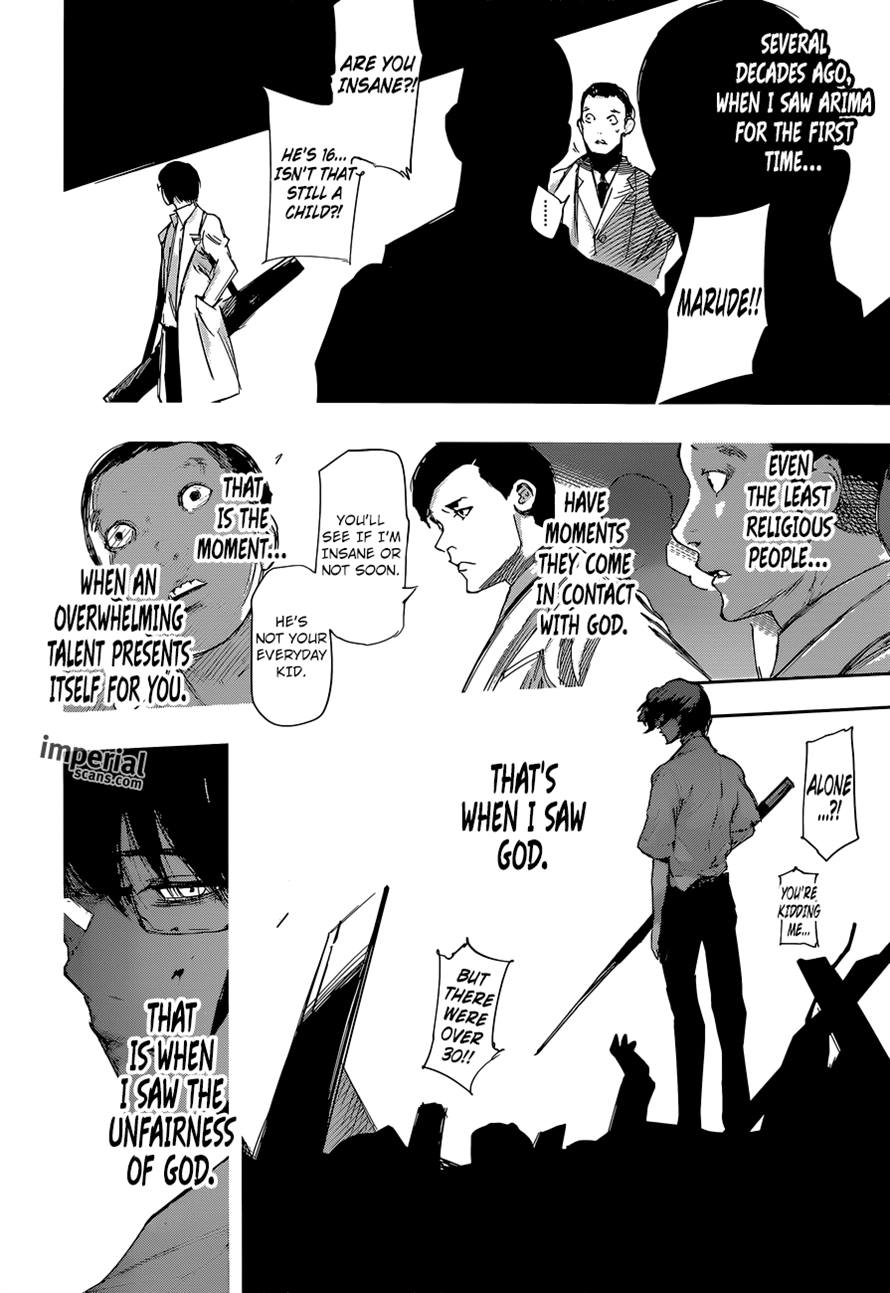 SEVERAL
DECADES AGO,
WHEN I SAW ARIMA
FOR THE FIRST
TIME...
MARUDE!!
........
ARE YOU
INSANE?!
HE'S 16...
ISN'T THAT
STILL A
CHILD?!
EVEN
THE LEAST
RELIGIOUS
PEOPLE...
HAVE
MOMENTS
THEY COME
IN CONTACT
WITH GOD.
YOU'LL
SEE IF I'M
INSANE OR
NOT SOON.
HE'S
NOT YOUR
EVERYDAY
KID.
THAT
IS THE
MOMENT...
WHEN AN
OVERWHELMING
TALENT PRESENTS
ITSELF FOR YOU.
ALONE
...?!
YOU'RE
KIDDING
ME...
THAT'S
WHEN I SAW
GOD.
BUT
THERE
WERE
OVER
30!!
imperial
scans.com
THAT
IS WHEN
I SAW THE
UNFAIRNESS
OF GOD.